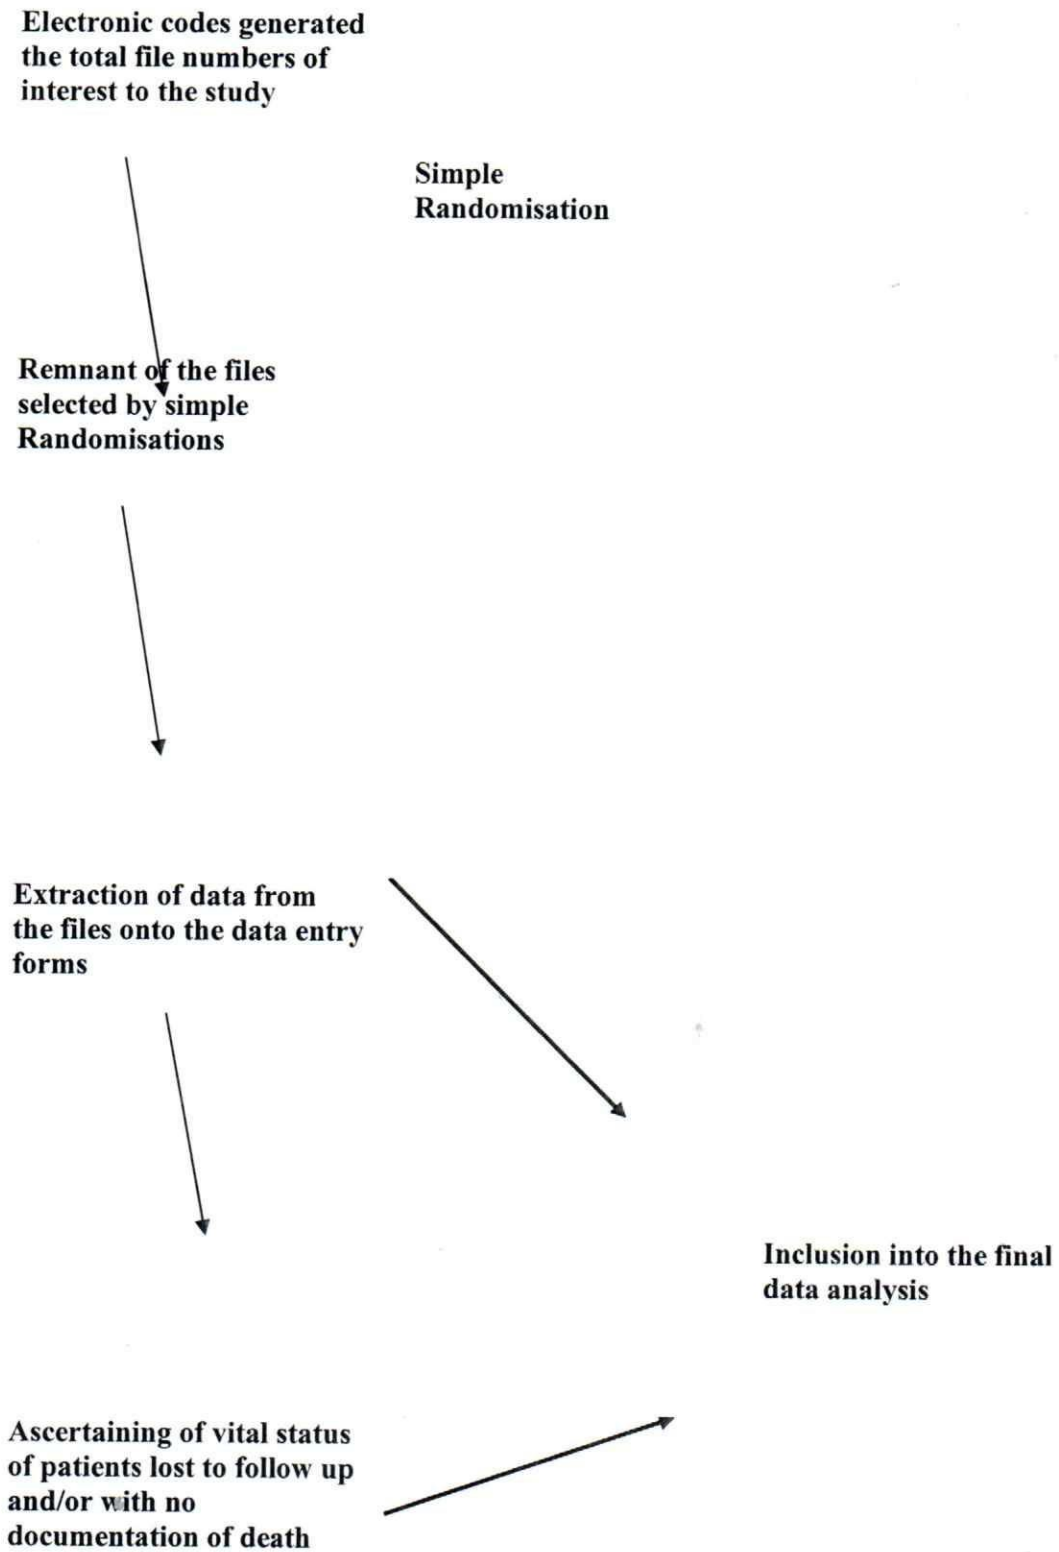 Electronic codes generated
the total file numbers of
interest to the study
Simple
Randomisation
Remnant of the files
selected by simple
Randomisations
Extraction of data from
the files onto the data entry
forms
Inclusion into the final
data analysis
Ascertaining of vital status
of patients lost to follow up
and/or with no
documentation of death